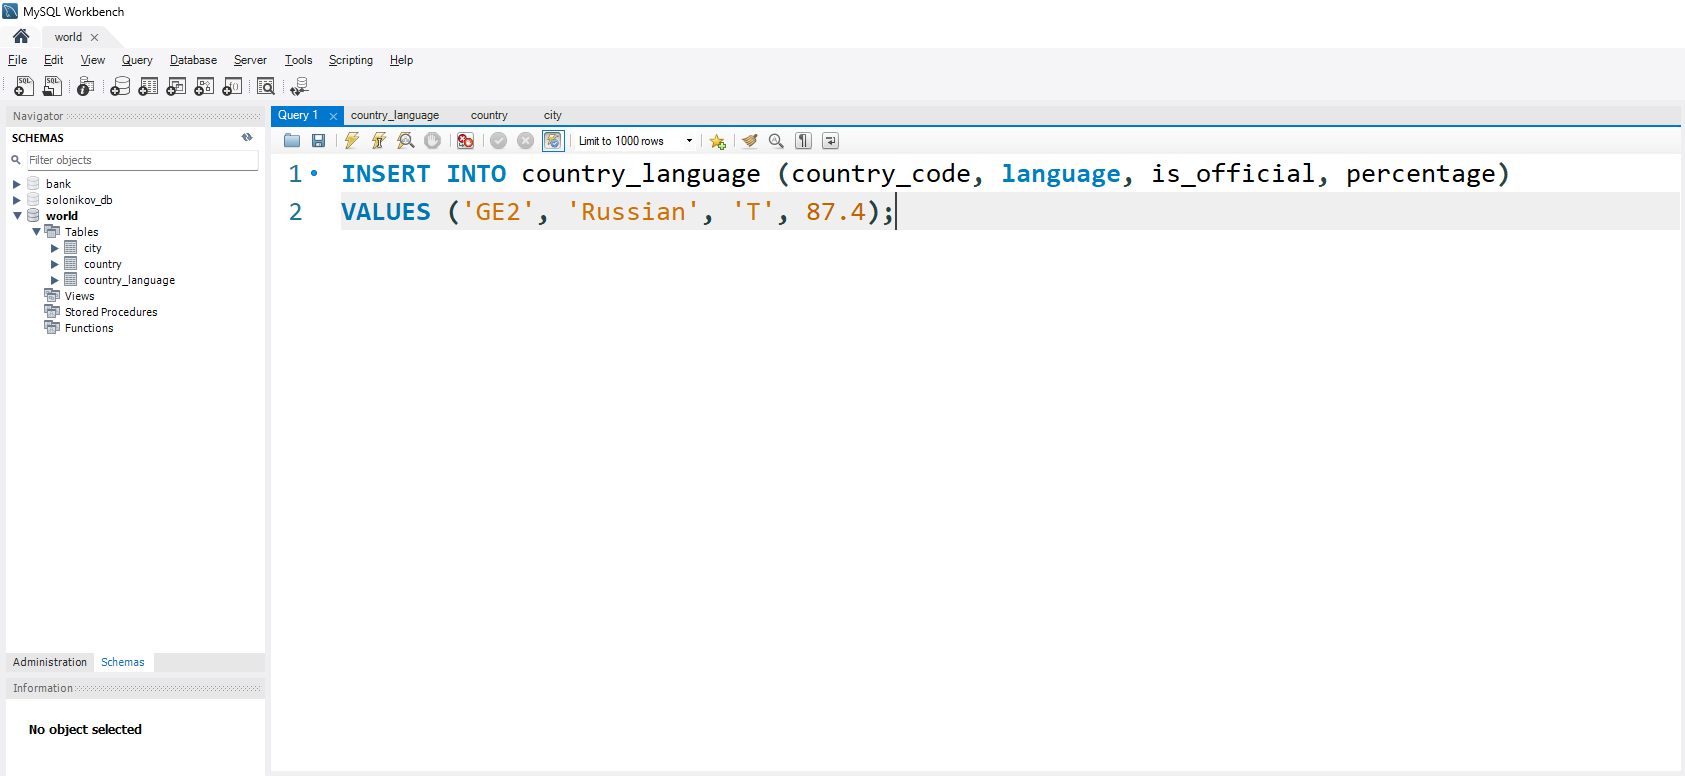 MySQL Workbench
world
File Edit View Query Database Server Tools Scripting Help
Navigator
SCHEMAS
Filter objects
bank
solonikov_db
world
Tables
city
country
country_language
Views
Stored Procedures
Functions
Administration Schemas
Information
No object selected
Query 1 country_language country city
Limit to 1000 rows
1 INSERT INTO country_language (country_code, language, is_official, percentage)
2 VALUES ('GE2', 'Russian', 'T', 87.4);